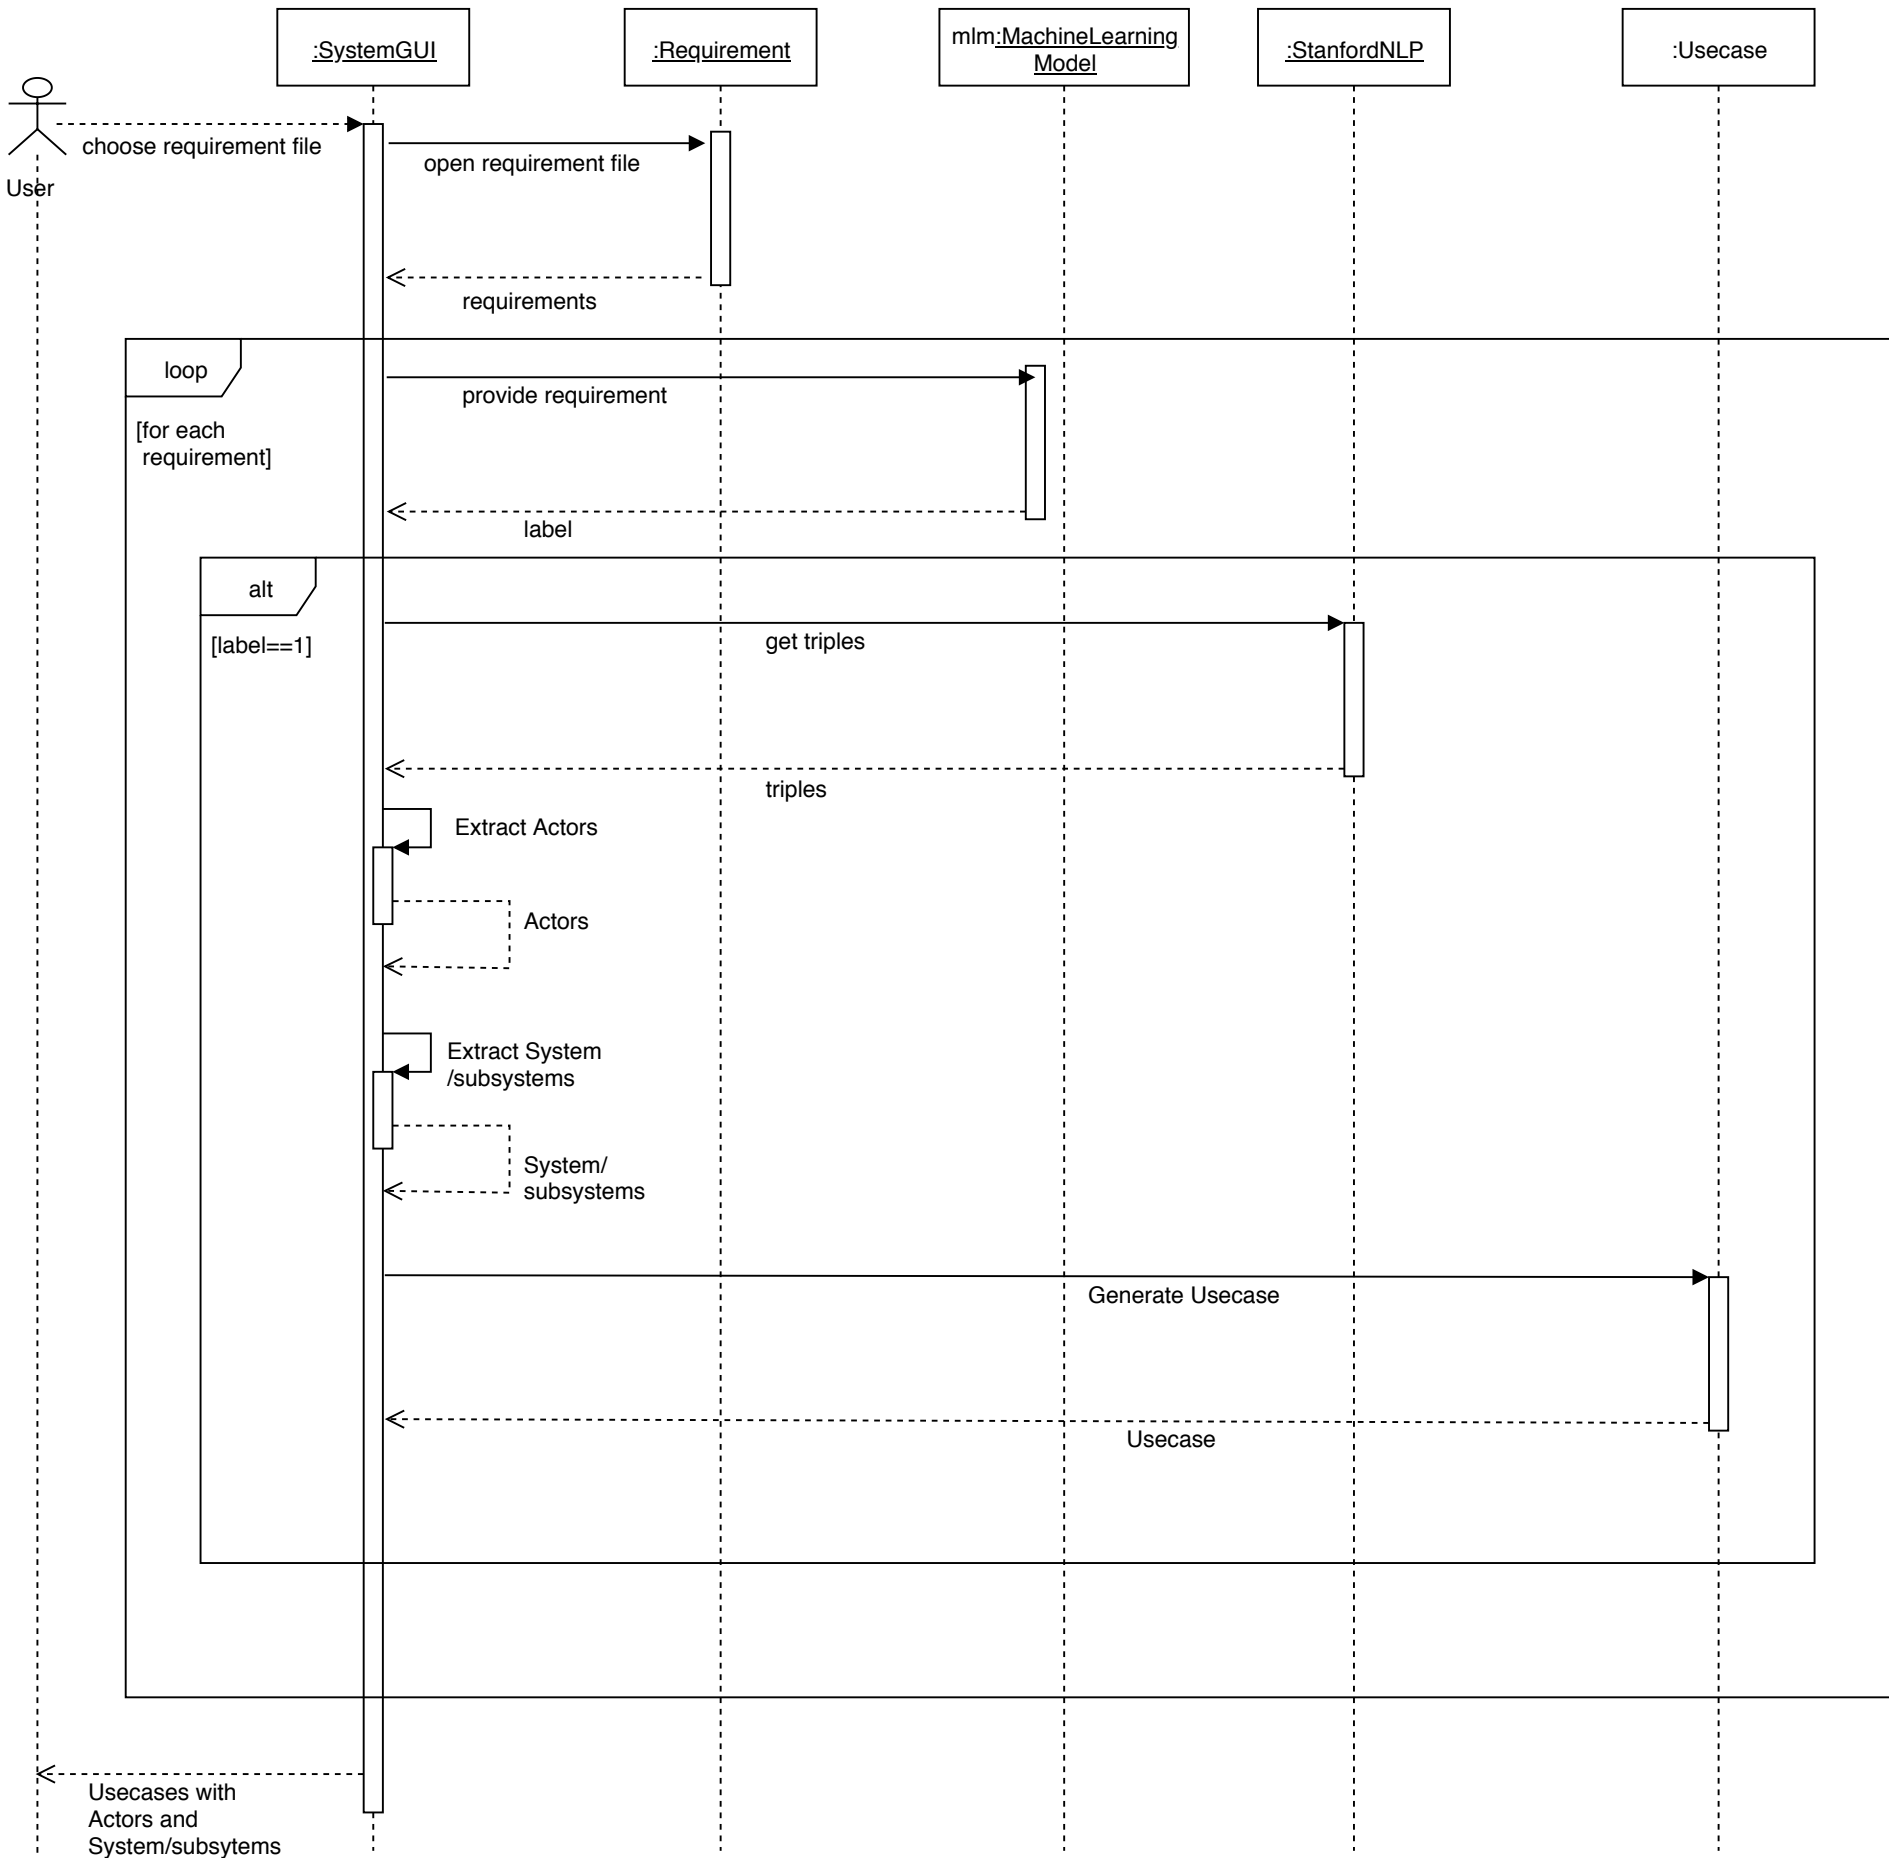 :SystemGUI
:Requirement
mlm:MachineLearning
Model
:StanfordNLP
:Usecase
choose requirement file
User
open requirement file
requirements
loop
provide requirement
[for each
requirement]
label
alt
[label==1]
get triples
triples
Extract Actors
Actors
Extract System
/subsystems
System/
subsystems
Generate Usecase
Usecase
Usecases with
Actors and
System/subsytems